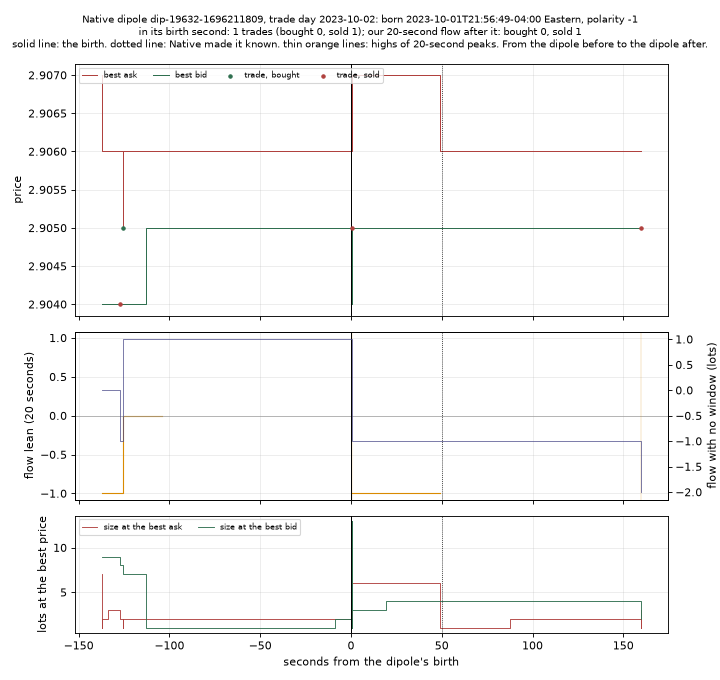 Native dipole dip-19632-1696211809, trade day 2023-10-02: born 2023-10-01T21:56:49-04:00 Eastern, polarity -1
in its birth second: 1 trades (bought 0, sold 1); our 20-second flow after it: bought 0, sold 1
solid line: the birth. dotted line: Native made it known. thin orange lines: highs of 20-second peaks. From the dipole before to the dipole after.
best ask best bid trade, bought trade, sold
2.9070
2.9065
2.9060
2.9055
2.9050
2.9045
2.9040
price
1.0
0.5
0.0
−0.5
−1.0
flow lean (20 seconds)
1.0
0.5
0.0
−0.5
−1.0
−1.5
−2.0
flow with no window (lots)
size at the best ask size at the best bid
10
5
lots at the best price
−150 −100 −50 0 50 100 150
seconds from the dipole's birth